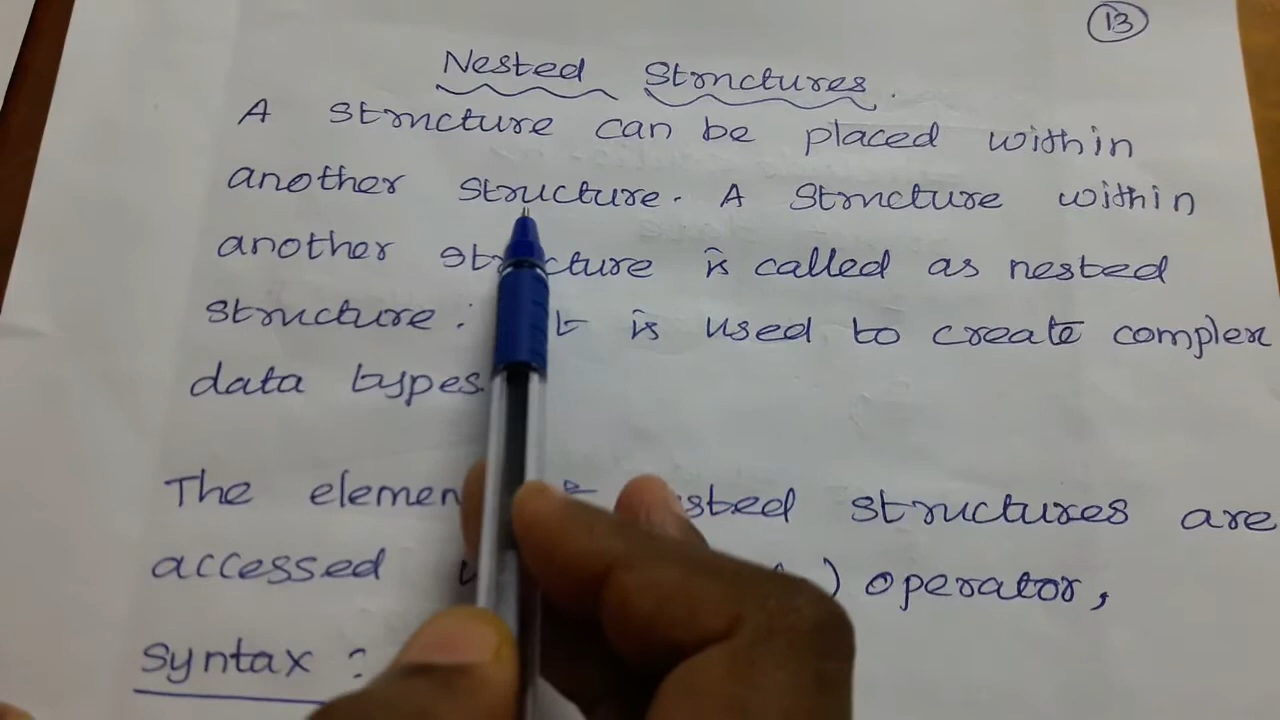 13
Nested Structures.
A structure can be placed within
another structure. A structure within
another structure is called as nested
structure. It is used to create complex
data types
The structures are
accessed ) operator,
Syntax :